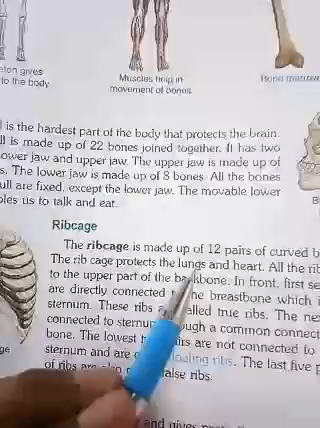 elon gives
to the body
Muscles help in
movement of bones
Bone marrow
l is the hardest part of the body that protects the brain.
ll is made up of 22 bones joined together. It has two
ower jaw and upper jaw. The upper jaw is made up of
s. The lower jaw is made up of 8 bones. All the bones
ull are fixed, except the lower jaw. The movable lower
bles us to talk and eat.
Ribcage
The ribcage is made up of 12 pairs of curved b
The rib cage protects the lungs and heart. All the rib
to the upper part of the backbone. In front, first se
are directly connected he breastbone which i
sternum. These ribs alled true ribs. The ne
connected to sternu ough a common connect
bone. The lowest irs are not connected to
sternum and are floating ribs. The last five p
of ribs are false ribs.
ge
and gives